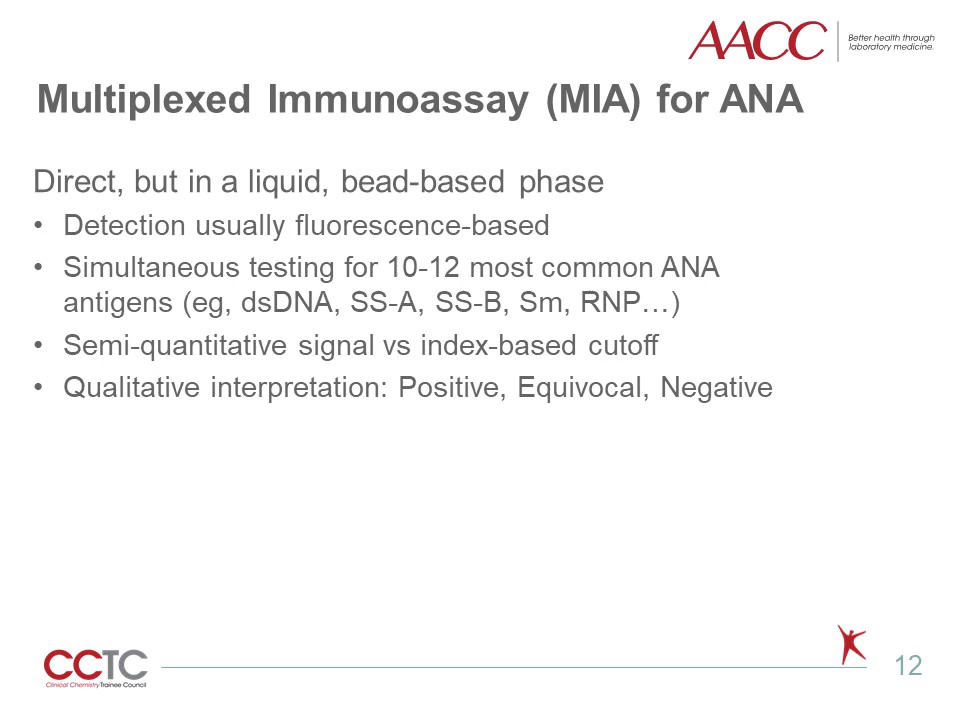 AACC
Better health through
laboratory medicine.
Multiplexed Immunoassay (MIA) for ANA
Direct, but in a liquid, bead-based phase
• Detection usually fluorescence-based
• Simultaneous testing for 10-12 most common ANA
antigens (eg, dsDNA, SS-A, SS-B, Sm, RNP…)
• Semi-quantitative signal vs index-based cutoff
• Qualitative interpretation: Positive, Equivocal, Negative
CCTC
Clinical Chemistry Trainee Council
12